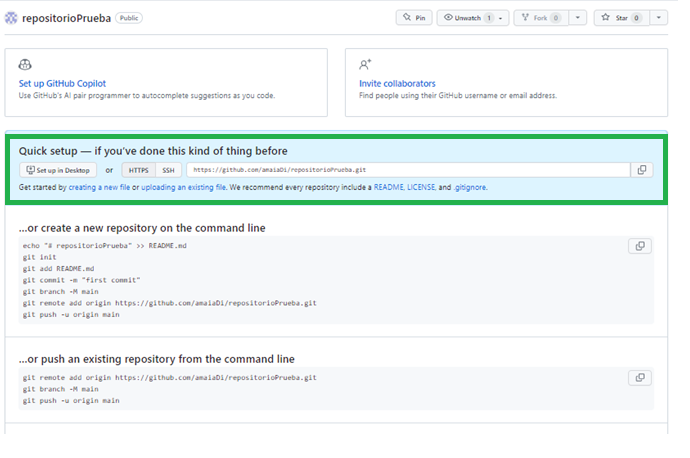 repositorioPrueba Public Pin Unwatch 1 Fork 0 Star 0
Set up GitHub Copilot
Use GitHub's AI pair programmer to autocomplete suggestions as you code.
Invite collaborators
Find people using their GitHub username or email address.
Quick setup — if you've done this kind of thing before
Set up in Desktop or HTTPS SSH https://github.com/amaiaDi/repositorioPrueba.git
Get started by creating a new file or uploading an existing file. We recommend every repository include a README, LICENSE, and .gitignore.
...or create a new repository on the command line
echo "# repositorioPrueba" >> README.md
git init
git add README.md
git commit -m "first commit"
git branch -M main
git remote add origin https://github.com/amaiaDi/repositorioPrueba.git
git push -u origin main
...or push an existing repository from the command line
git remote add origin https://github.com/amaiaDi/repositorioPrueba.git
git branch -M main
git push -u origin main